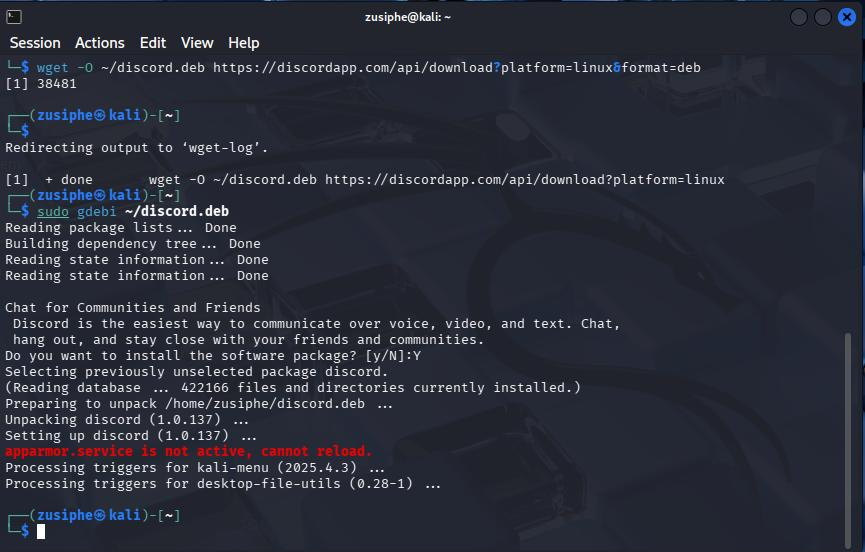 zusiphe@kali: ~
Session Actions Edit View Help
└─$ wget -O ~/discord.deb https://discordapp.com/api/download?platform=linux&format=deb
[1] 38481
┌──(zusiphe㉿kali)-[~]
└─$
Redirecting output to ‘wget-log’.
[1]  + done       wget -O ~/discord.deb https://discordapp.com/api/download?platform=linux
┌──(zusiphe㉿kali)-[~]
└─$ sudo gdebi ~/discord.deb
Reading package lists... Done
Building dependency tree... Done
Reading state information... Done
Reading state information... Done
Chat for Communities and Friends
 Discord is the easiest way to communicate over voice, video, and text. Chat,
 hang out, and stay close with your friends and communities.
Do you want to install the software package? [y/N]:Y
Selecting previously unselected package discord.
(Reading database ... 422166 files and directories currently installed.)
Preparing to unpack /home/zusiphe/discord.deb ...
Unpacking discord (1.0.137) ...
Setting up discord (1.0.137) ...
apparmor.service is not active, cannot reload.
Processing triggers for kali-menu (2025.4.3) ...
Processing triggers for desktop-file-utils (0.28-1) ...
┌──(zusiphe㉿kali)-[~]
└─$